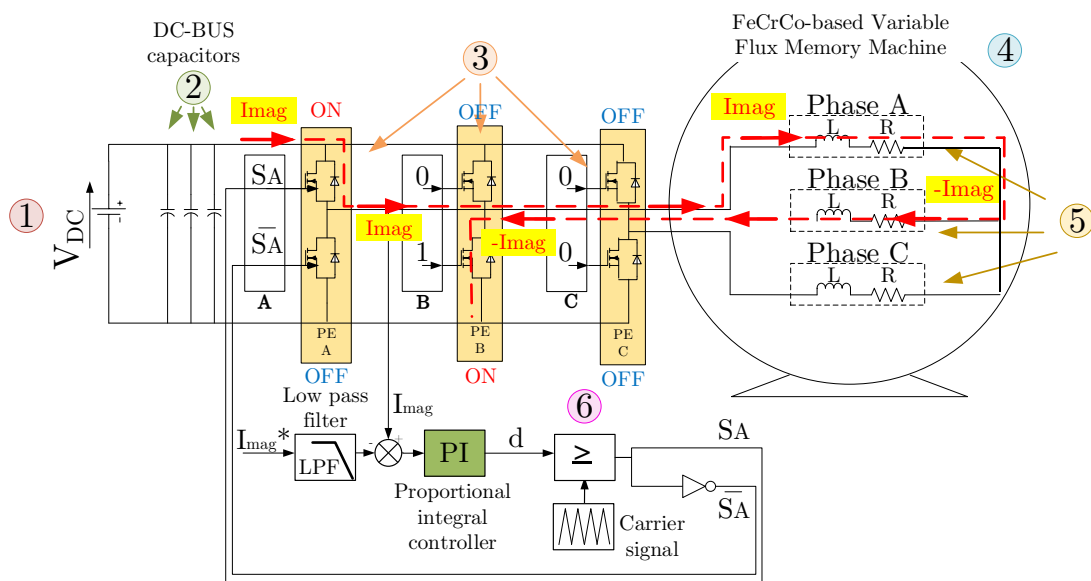 FeCrCo-based Variable
Flux Memory Machine
4
DC-BUS
capacitors
3
2
Imag
ON
OFF
OFF
Imag
Phase A
L
R
1
VDC
+
SA
0
0
Phase B
-Imag
L
R
Imag
-Imag
5
S̅A
1
0
Phase C
L
R
A
B
C
PE
A
PE
B
PE
C
OFF
ON
OFF
Low pass
filter
Imag
6
SA
Imag*
LPF
-
+
PI
d
≥
S̅A
Proportional
integral
controller
Carrier
signal